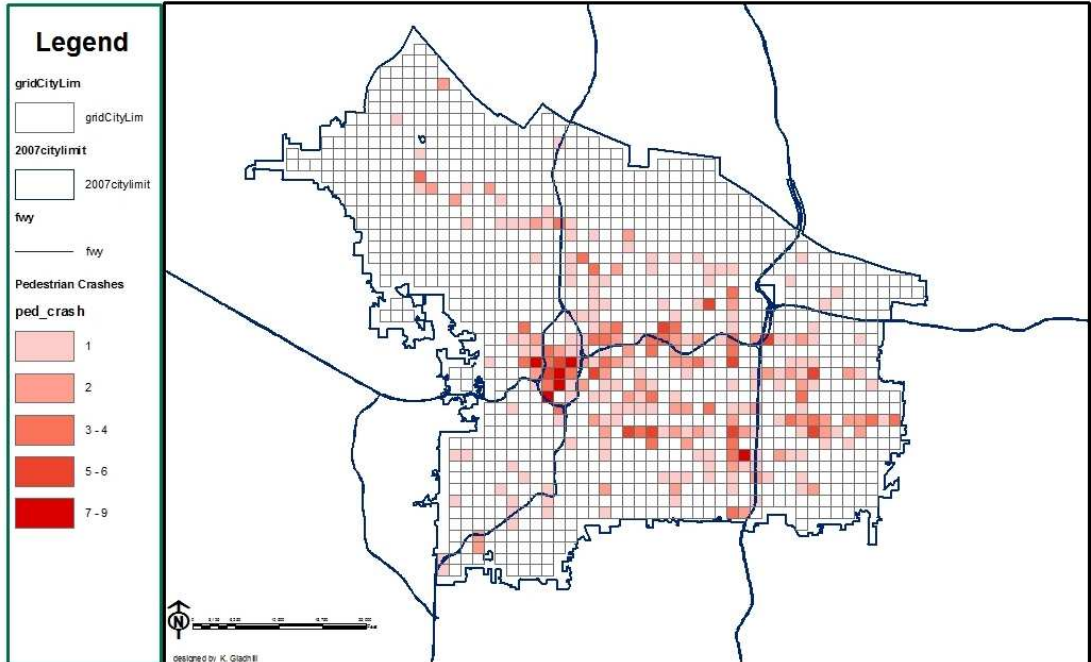 Legend
gridCityLim
gridCityLim
2007citylimit
2007citylimit
fwy
fwy
Pedestrian Crashes
ped_crash
1
2
3 - 4
5 - 6
7 - 9
N
Feet
designed by K. Gladhill